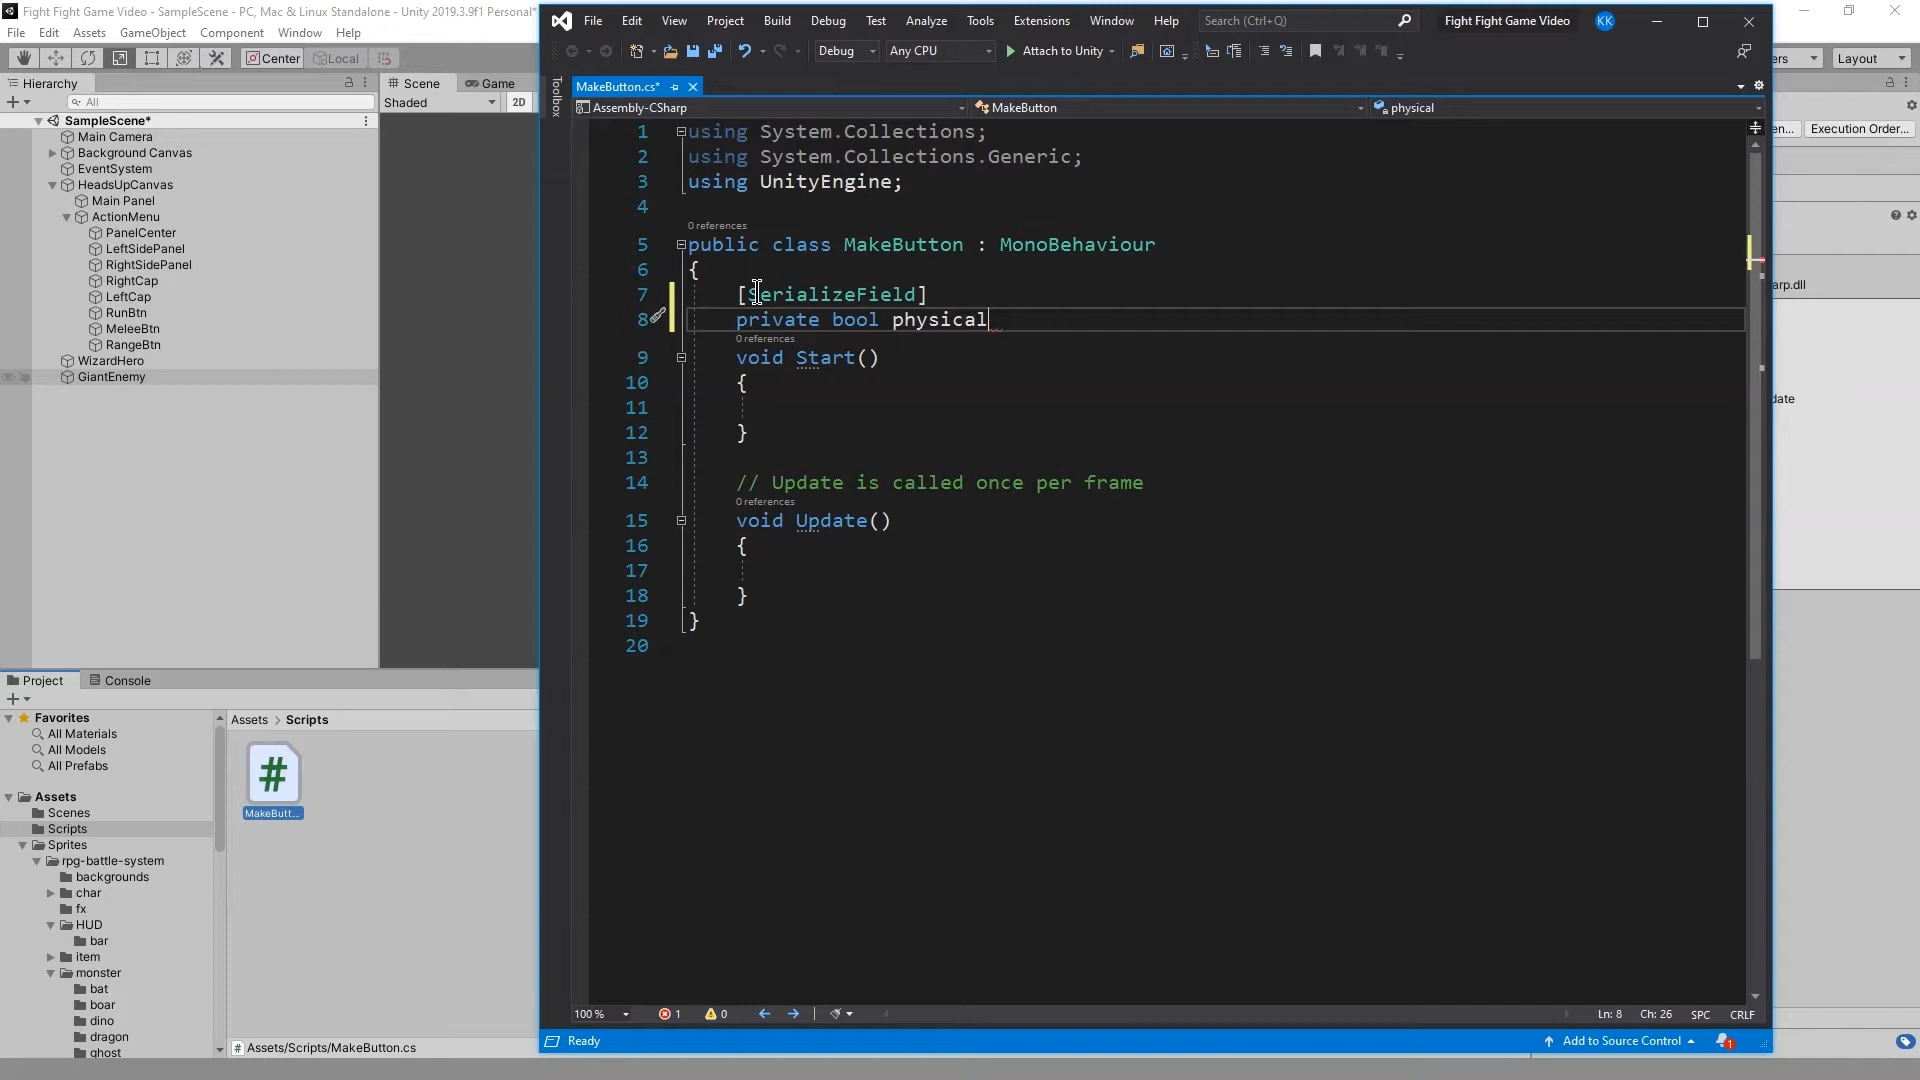 Fight Fight Game Video - SampleScene - PC, Mac & Linux Standalone - Unity 2019.3.9f1 Personal*
File Edit Assets GameObject Component Window Help
Center Local
Layout
Hierarchy
All
SampleScene*
Main Camera
Background Canvas
EventSystem
HeadsUpCanvas
Main Panel
ActionMenu
PanelCenter
LeftSidePanel
RightSidePanel
RightCap
LeftCap
RunBtn
MeleeBtn
RangeBtn
WizardHero
GiantEnemy
Scene Game
Shaded 2D
File Edit View Project Build Debug Test Analyze Tools Extensions Window Help Search (Ctrl+Q) Fight Fight Game Video KK
Debug Any CPU Attach to Unity
Toolbox
MakeButton.cs*
Assembly-CSharp MakeButton physical
1 using System.Collections;
2 using System.Collections.Generic;
3 using UnityEngine;
4
0 references
5 public class MakeButton : MonoBehaviour
6 {
7 [SerializeField]
8 private bool physical
0 references
9 void Start()
10 {
11
12 }
13
14 // Update is called once per frame
0 references
15 void Update()
16 {
17
18 }
19 }
20
100 % 1 0 Ln: 8 Ch: 26 SPC CRLF
Ready Add to Source Control 1
ers
en... Execution Order...
arp.dll
date
Project Console
Favorites
All Materials
All Models
All Prefabs
Assets
Scenes
Scripts
Sprites
rpg-battle-system
backgrounds
char
fx
HUD
bar
item
monster
bat
boar
dino
dragon
ghost
Assets > Scripts
#
MakeButt...
Assets/Scripts/MakeButton.cs